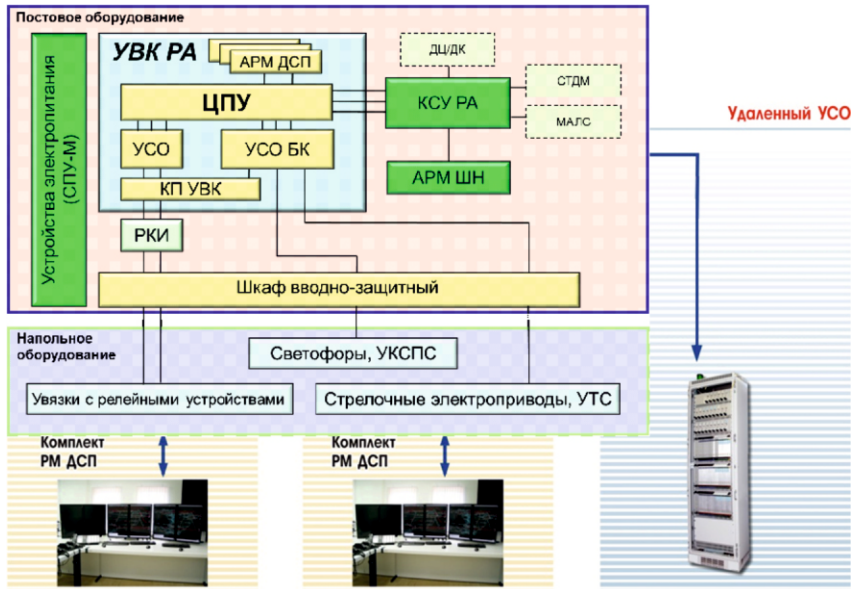 Постовое оборудование
Устройства электропитания
(СПУ-М)
УВК РА
АРМ ДСП
ЦПУ
УСО
УСО БК
КП УВК
РКИ
ДЦ/ДК
КСУ РА
СТДМ
МАЛС
АРМ ШН
Удаленный УСО
Шкаф вводно-защитный
Напольное
оборудование
Светофоры, УКСПС
Увязки с релейными устройствами
Стрелочные электроприводы, УТС
Комплект
РМ ДСП
Комплект
РМ ДСП